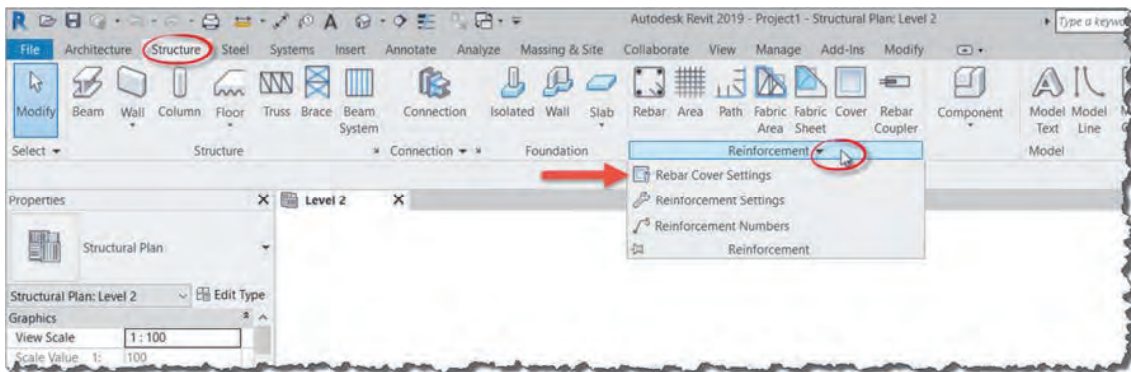 Autodesk Revit 2019 - Project1 - Structural Plan: Level 2
Type a keywo
File Architecture Structure Steel Systems Insert Annotate Analyze Massing & Site Collaborate View Manage Add-Ins Modify
Modify Beam Wall Column Floor Truss Brace Beam System Connection Isolated Wall Slab Rebar Area Path Fabric Area Fabric Sheet Cover Rebar Coupler Component Model Text Model Line
Select Structure Connection Foundation Reinforcement Model
Rebar Cover Settings
Reinforcement Settings
Reinforcement Numbers
Reinforcement
Properties
Level 2
Structural Plan
Structural Plan: Level 2 Edit Type
Graphics
View Scale 1 : 100
Scale Value 1: 100